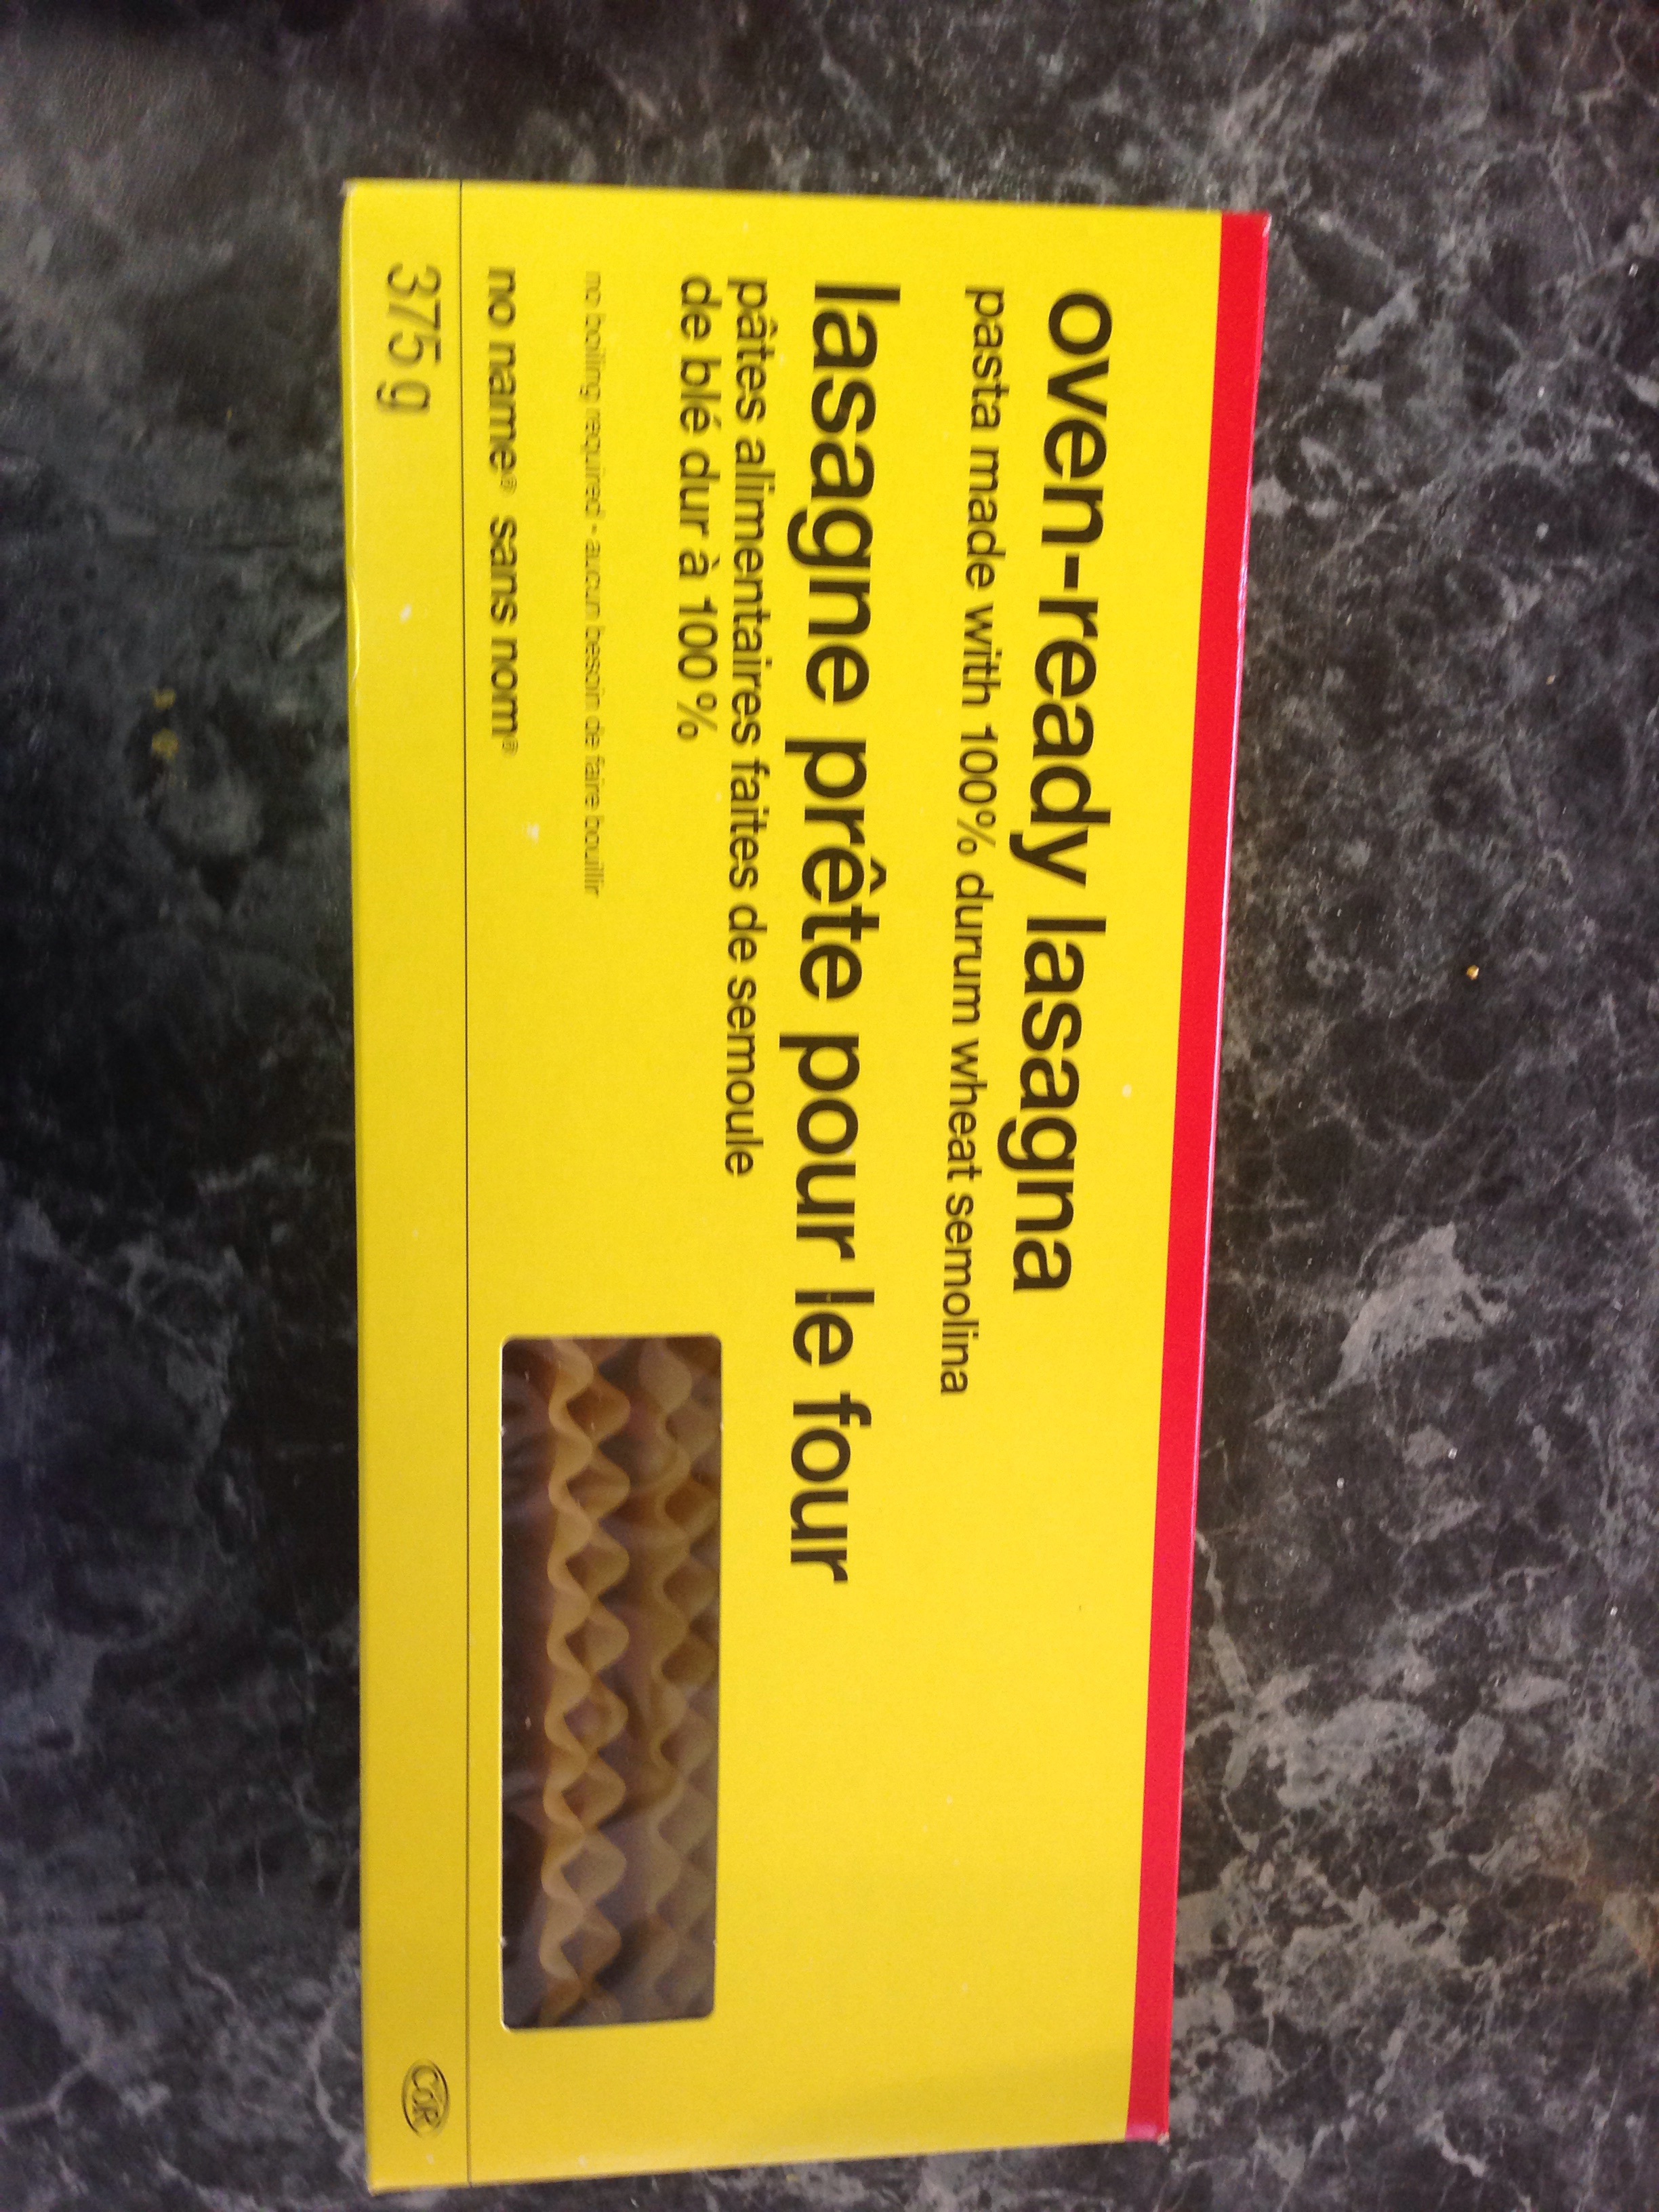 oven-ready lasagna
pasta made with 100% durum wheat semolina
lasagne prête pour le four
pâtes alimentaires faites de semoule
de blé dur à 100 %
no boiling required - aucun besoin de faire bouillir
no name® sans nom®
375 g
COR